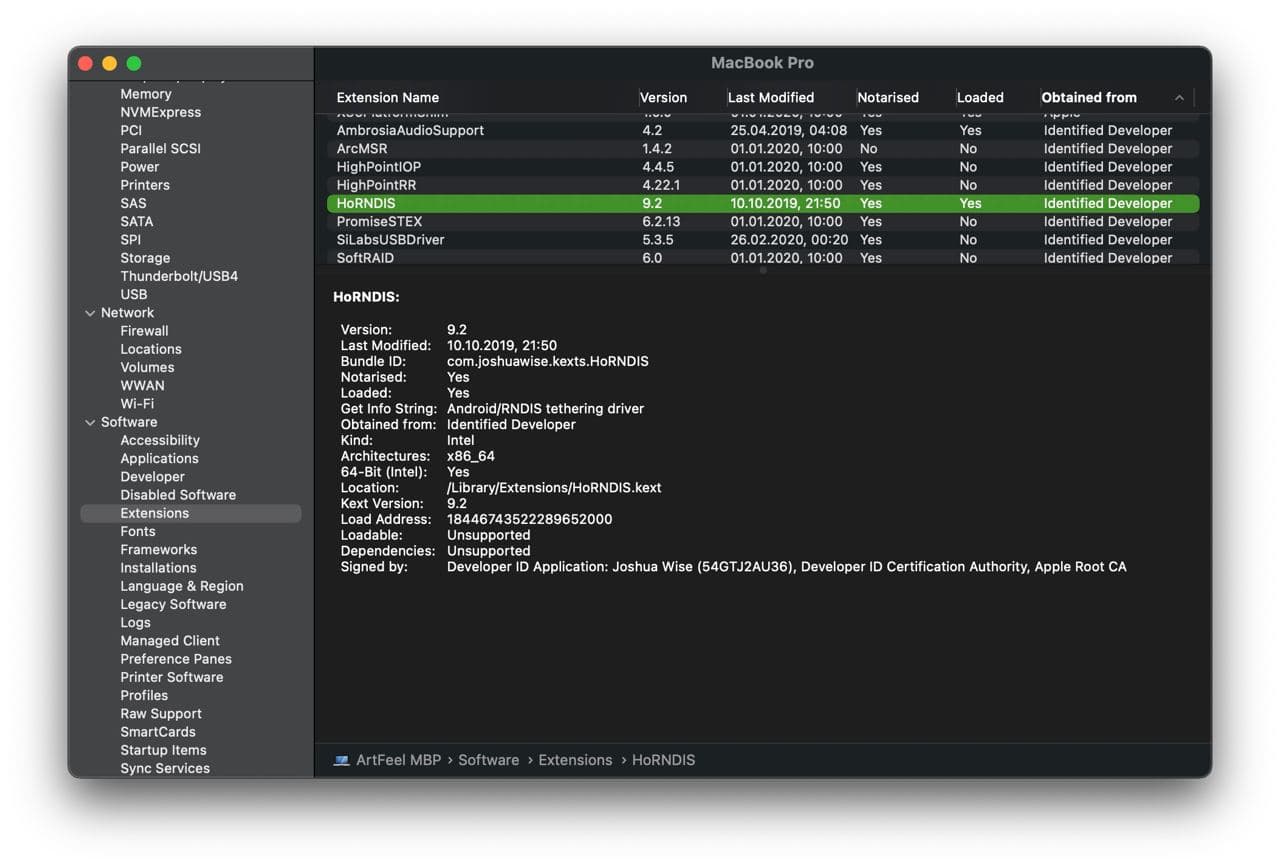 MacBook Pro
Memory
NVMExpress
PCI
Parallel SCSI
Power
Printers
SAS
SATA
SPI
Storage
Thunderbolt/USB4
USB
Network
Firewall
Locations
Volumes
WWAN
Wi-Fi
Software
Accessibility
Applications
Developer
Disabled Software
Extensions
Fonts
Frameworks
Installations
Language & Region
Legacy Software
Logs
Managed Client
Preference Panes
Printer Software
Profiles
Raw Support
SmartCards
Startup Items
Sync Services
Extension Name Version Last Modified Notarised Loaded Obtained from
AmbrosiaAudioSupport 4.2 25.04.2019, 04:08 Yes Yes Identified Developer
ArcMSR 1.4.2 01.01.2020, 10:00 No No Identified Developer
HighPointIOP 4.4.5 01.01.2020, 10:00 Yes No Identified Developer
HighPointRR 4.22.1 01.01.2020, 10:00 Yes No Identified Developer
HoRNDIS 9.2 10.10.2019, 21:50 Yes Yes Identified Developer
PromiseSTEX 6.2.13 01.01.2020, 10:00 Yes No Identified Developer
SiLabsUSBDriver 5.3.5 26.02.2020, 00:20 Yes No Identified Developer
SoftRAID 6.0 01.01.2020, 10:00 Yes No Identified Developer
HoRNDIS:
Version: 9.2
Last Modified: 10.10.2019, 21:50
Bundle ID: com.joshuawise.kexts.HoRNDIS
Notarised: Yes
Loaded: Yes
Get Info String: Android/RNDIS tethering driver
Obtained from: Identified Developer
Kind: Intel
Architectures: x86_64
64-Bit (Intel): Yes
Location: /Library/Extensions/HoRNDIS.kext
Kext Version: 9.2
Load Address: 18446743522289652000
Loadable: Unsupported
Dependencies: Unsupported
Signed by: Developer ID Application: Joshua Wise (54GTJ2AU36), Developer ID Certification Authority, Apple Root CA
ArtFeel MBP › Software › Extensions › HoRNDIS